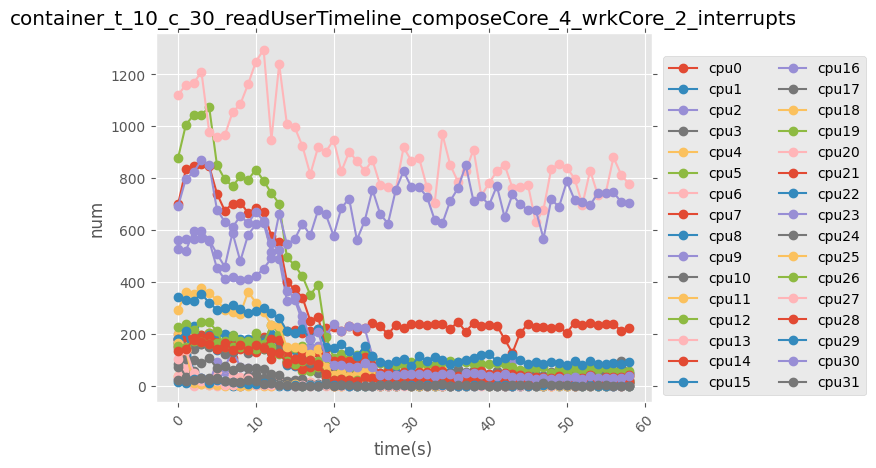 container_t_10_c_30_readUserTimeline_composeCore_4_wrkCore_2_interrupts
num
1200
1000
800
600
400
200
0
0 10 20 30 40 50 60
time(s)
cpu0 cpu16
cpu1 cpu17
cpu2 cpu18
cpu3 cpu19
cpu4 cpu20
cpu5 cpu21
cpu6 cpu22
cpu7 cpu23
cpu8 cpu24
cpu9 cpu25
cpu10 cpu26
cpu11 cpu27
cpu12 cpu28
cpu13 cpu29
cpu14 cpu30
cpu15 cpu31